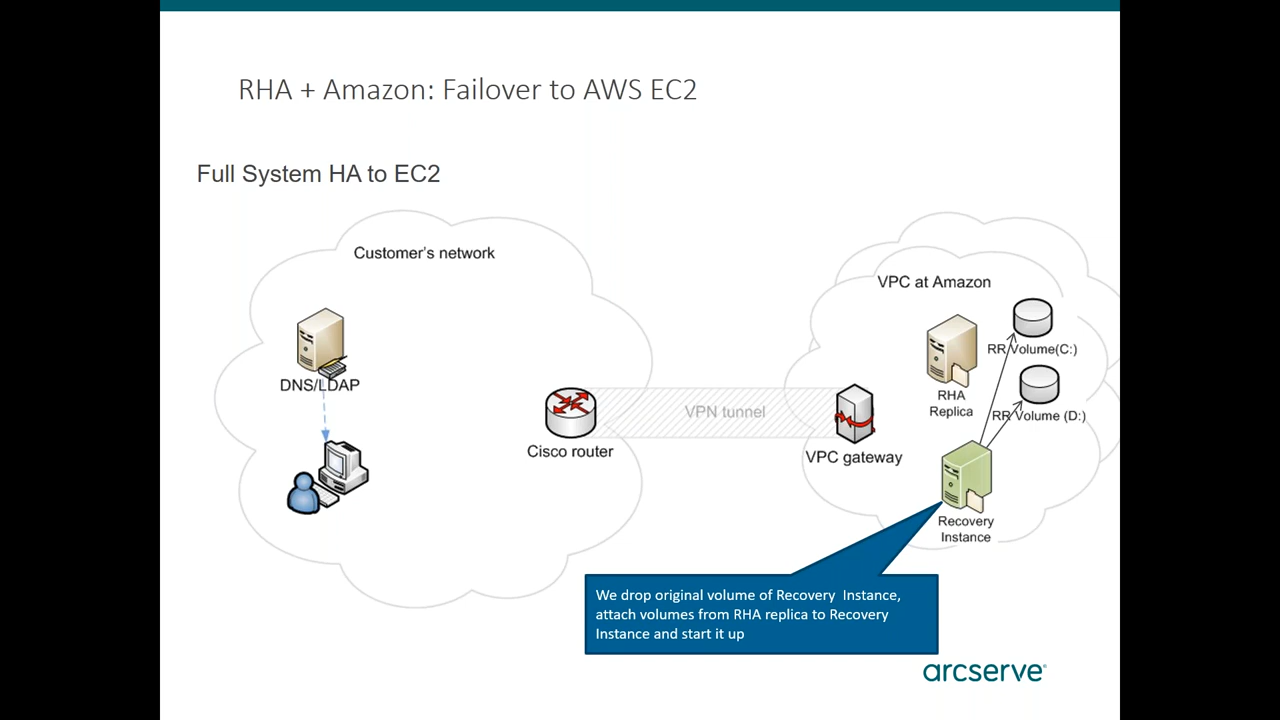 RHA + Amazon: Failover to AWS EC2
Full System HA to EC2
Customer's network
VPC at Amazon
RR Volume(C:)
DNS/LDAP
RHA
Replica
RR Volume (D:)
VPN tunnel
Cisco router
VPC gateway
Recovery
Instance
We drop original volume of Recovery Instance,
attach volumes from RHA replica to Recovery
Instance and start it up
arcserve